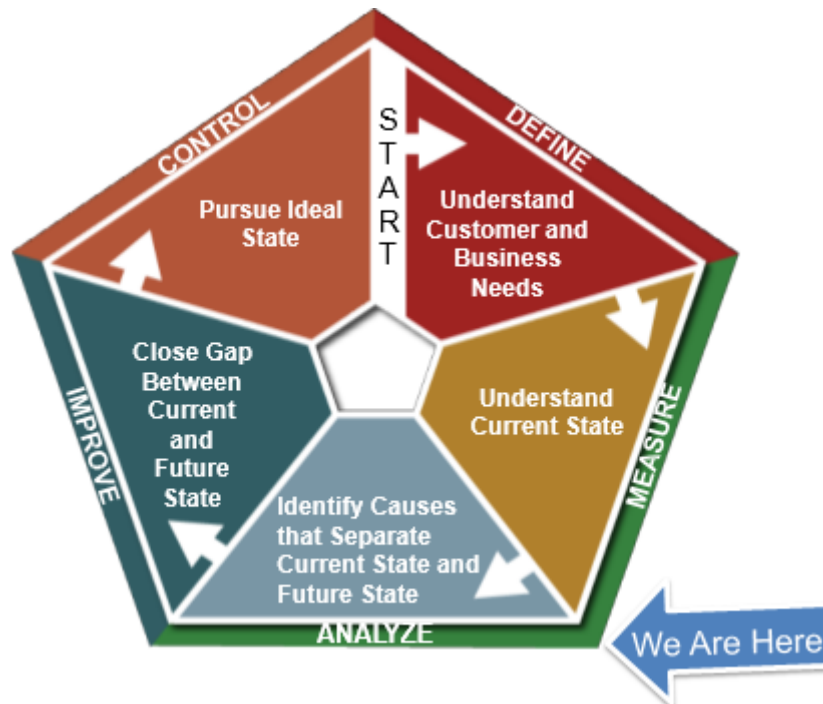 START
DEFINE
Understand
Customer and
Business
Needs
MEASURE
Understand
Current State
ANALYZE
Identify Causes
that Separate
Current State and
Future State
IMPROVE
Close Gap
Between
Current
and
Future
State
CONTROL
Pursue Ideal
State
We Are Here